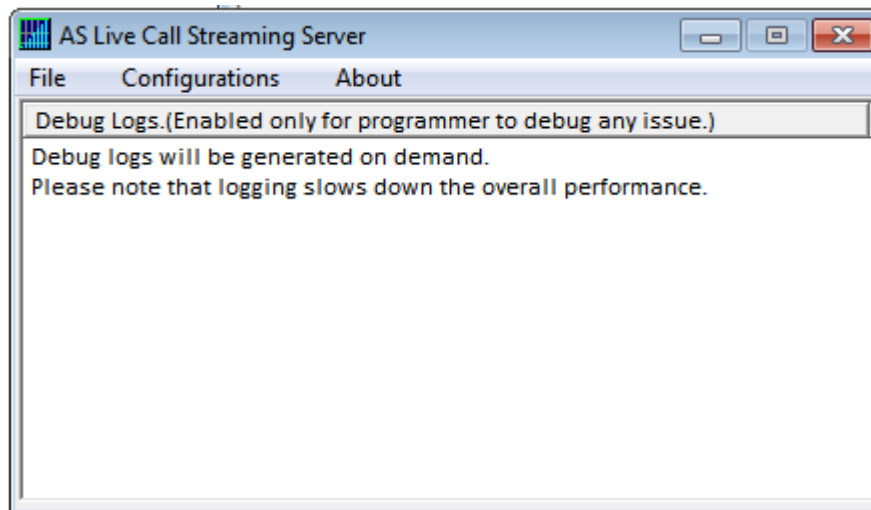 AS Live Call Streaming Server
File Configurations About
Debug Logs.(Enabled only for programmer to debug any issue.)
Debug logs will be generated on demand.
Please note that logging slows down the overall performance.